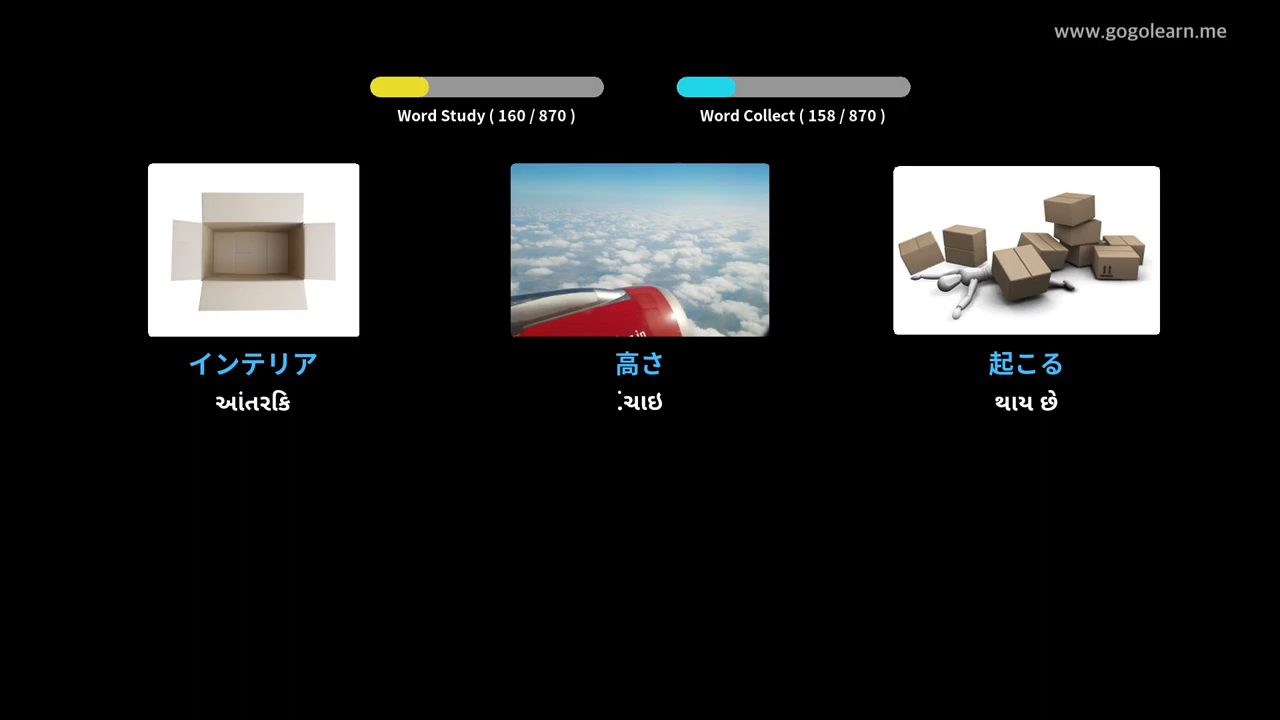 www.gogolearn.me
Word Study ( 160 / 870 )
Word Collect ( 158 / 870 )
インテリア
高さ
起こる
આંતરકિ
થાય છે